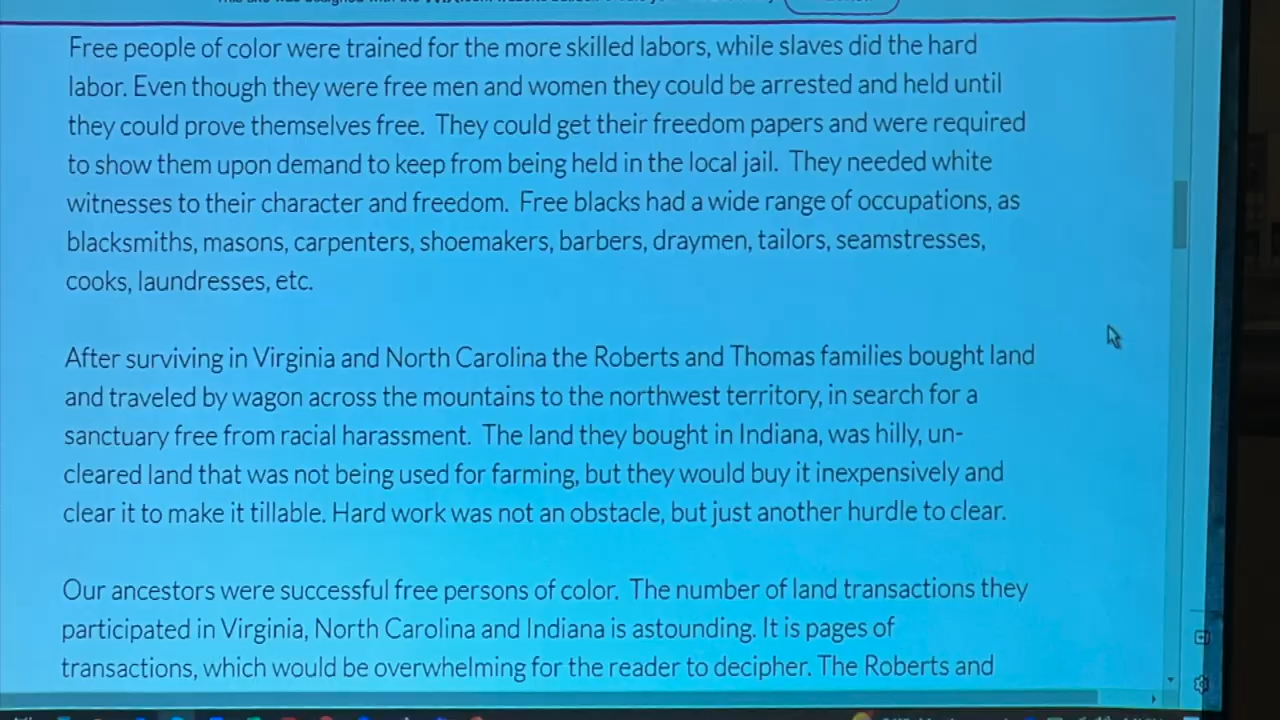 Free people of color were trained for the more skilled labors, while slaves did the hard
labor. Even though they were free men and women they could be arrested and held until
they could prove themselves free.  They could get their freedom papers and were required
to show them upon demand to keep from being held in the local jail.  They needed white
witnesses to their character and freedom.  Free blacks had a wide range of occupations, as
blacksmiths, masons, carpenters, shoemakers, barbers, draymen, tailors, seamstresses,
cooks, laundresses, etc.
After surviving in Virginia and North Carolina the Roberts and Thomas families bought land
and traveled by wagon across the mountains to the northwest territory, in search for a
sanctuary free from racial harassment.  The land they bought in Indiana, was hilly, un-
cleared land that was not being used for farming, but they would buy it inexpensively and
clear it to make it tillable. Hard work was not an obstacle, but just another hurdle to clear.
Our ancestors were successful free persons of color.  The number of land transactions they
participated in Virginia, North Carolina and Indiana is astounding. It is pages of
transactions, which would be overwhelming for the reader to decipher. The Roberts and